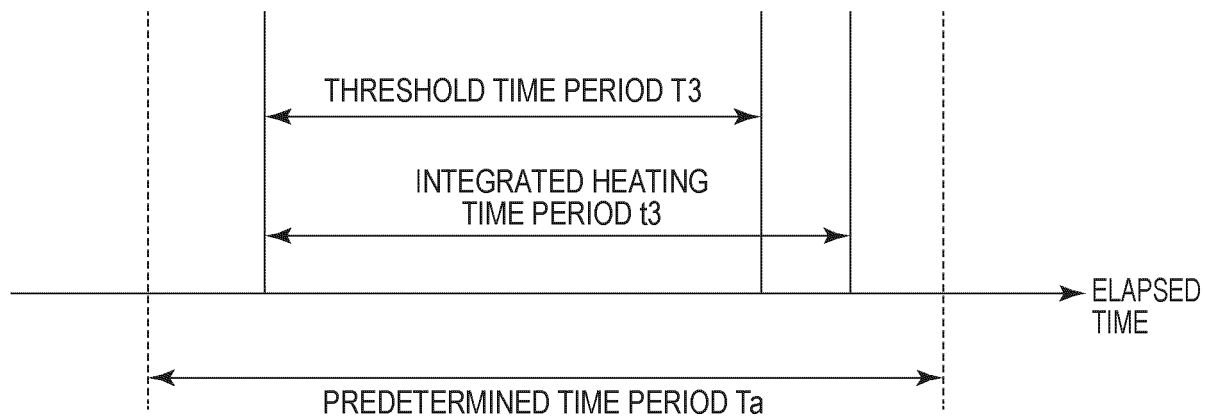 THRESHOLD TIME PERIOD T3
INTEGRATED HEATING
TIME PERIOD t3
ELAPSED
TIME
PREDETERMINED TIME PERIOD Ta